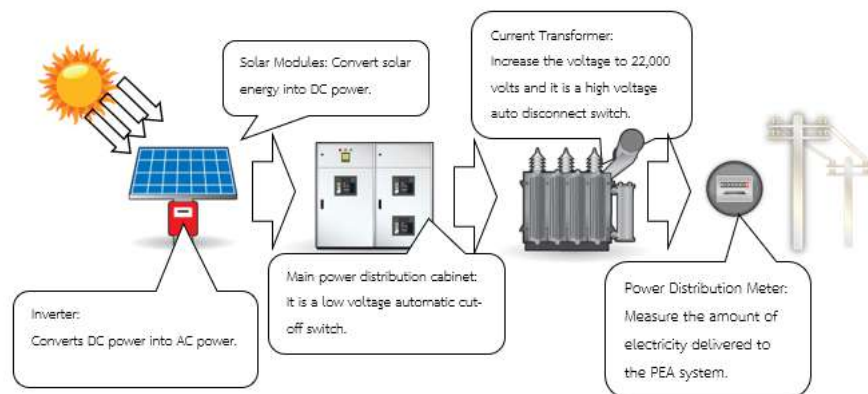 Solar Modules: Convert solar
energy into DC power.
Current Transformer:
Increase the voltage to 22,000
volts and it is a high voltage
auto disconnect switch.
Inverter:
Converts DC power into AC power.
Main power distribution cabinet:
It is a low voltage automatic cut-
off switch.
Power Distribution Meter:
Measure the amount of
electricity delivered to
the PEA system.